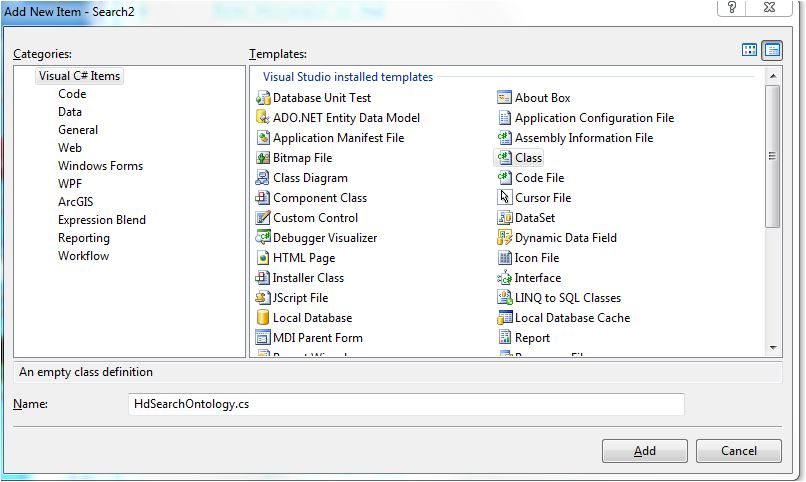 Add New Item - Search2
Categories:
Templates:
Visual C# Items
Code
Data
General
Web
Windows Forms
WPF
ArcGIS
Expression Blend
Reporting
Workflow
Visual Studio installed templates
Database Unit Test
About Box
ADO.NET Entity Data Model
Application Configuration File
Application Manifest File
Assembly Information File
Bitmap File
Class
Class Diagram
Code File
Component Class
Cursor File
Custom Control
DataSet
Debugger Visualizer
Dynamic Data Field
HTML Page
Icon File
Installer Class
Interface
JScript File
LINQ to SQL Classes
Local Database
Local Database Cache
MDI Parent Form
Report
An empty class definition
Name:
HdSearchOntology.cs
Add
Cancel